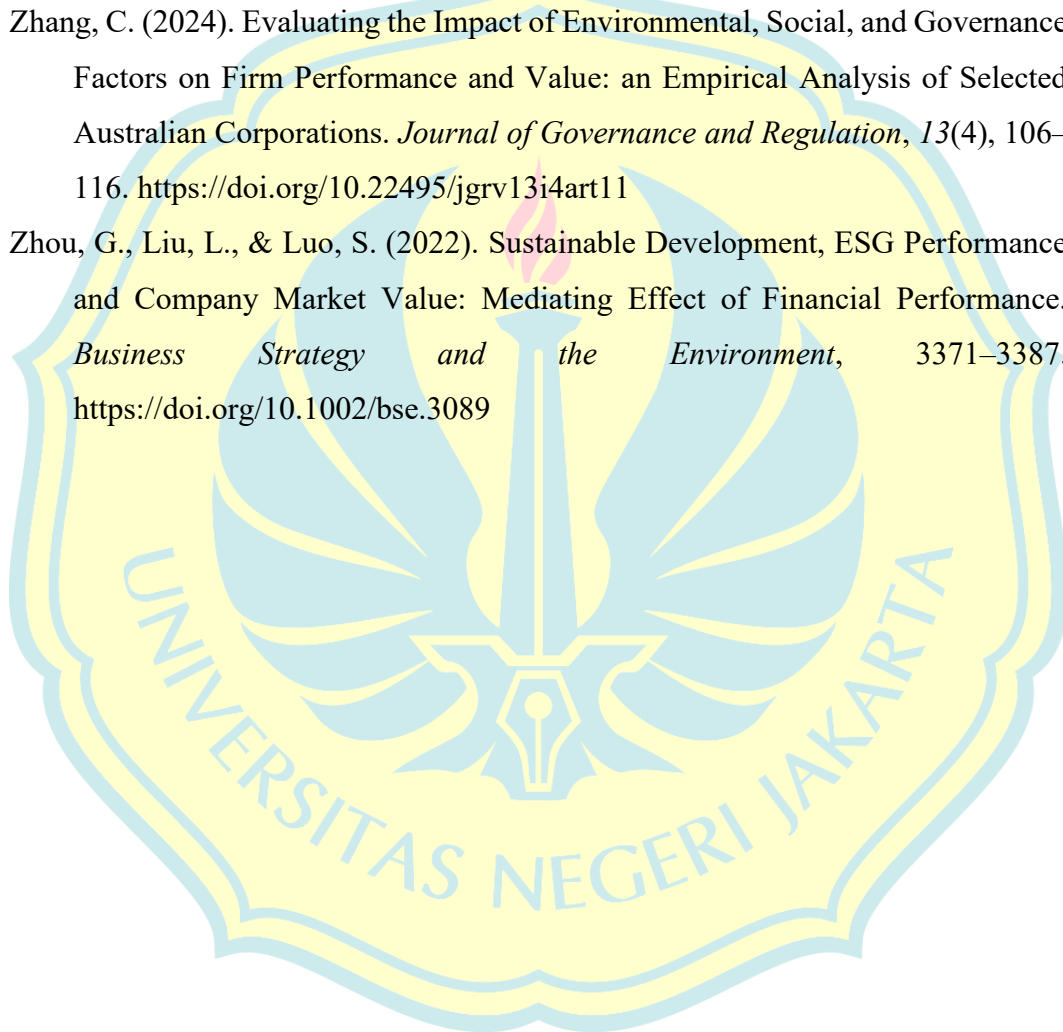 Zhang, C. (2024). Evaluating the Impact of Environmental, Social, and Governance
Factors on Firm Performance and Value: an Empirical Analysis of Selected
Australian Corporations. Journal of Governance and Regulation, 13(4), 106–
116. https://doi.org/10.22495/jgrv13i4art11
Zhou, G., Liu, L., & Luo, S. (2022). Sustainable Development, ESG Performance
and Company Market Value: Mediating Effect of Financial Performance.
Business Strategy and the Environment, 3371–3387.
https://doi.org/10.1002/bse.3089
UNIVERSITAS NEGERI JAKARTA